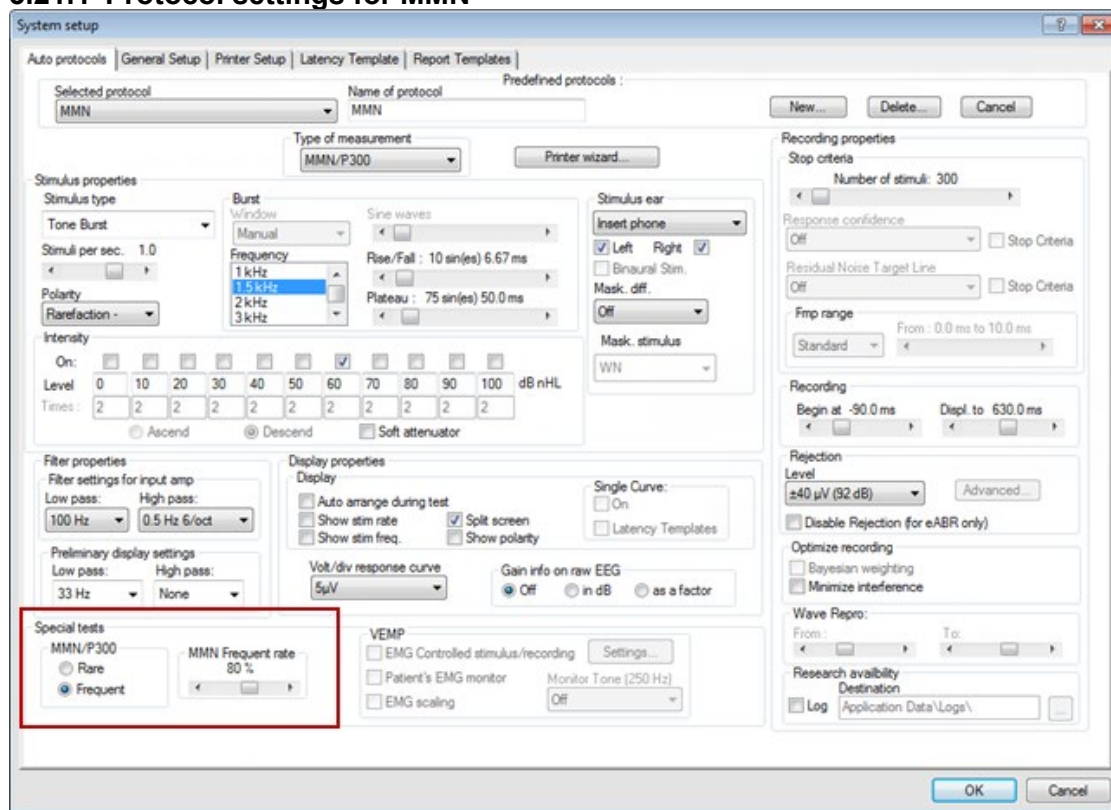 System setup
Auto protocols General Setup Printer Setup Latency Template Report Templates
Predefined protocols :
Selected protocol
MMN
Name of protocol
MMN
New... Delete... Cancel
Type of measurement
MMN/P300
Printer wizard...
Stimulus properties
Stimulus type
Tone Burst
Stimuli per sec. 1.0
Polarity
Rarefaction -
Burst
Window
Manual
Frequency
1 kHz
1.5 kHz
2 kHz
3 kHz
Sine waves
Rise/Fall : 10 sin(es) 6.67 ms
Plateau : 75 sin(es) 50.0 ms
Stimulus ear
Insert phone
Left Right
Binaural Stim.
Mask. diff.
Off
Mask. stimulus
WN
Intensity
On:
Level 0 10 20 30 40 50 60 70 80 90 100 dB nHL
Times : 2 2 2 2 2 2 2 2 2 2 2
Ascend Descend Soft attenuator
Filter properties
Filter settings for input amp
Low pass: High pass:
100 Hz 0.5 Hz 6/oct
Preliminary display settings
Low pass: High pass:
33 Hz None
Display properties
Display
Auto arrange during test
Show stim rate Split screen
Show stim freq. Show polarity
Single Curve:
On
Latency Templates
Volt/div response curve
5µV
Gain info on raw EEG
Off in dB as a factor
Special tests
MMN/P300
Rare
Frequent
MMN Frequent rate
80 %
VEMP
EMG Controlled stimulus/recording Settings...
Patient's EMG monitor
EMG scaling
Monitor Tone (250 Hz)
Off
Recording properties
Stop criteria
Number of stimuli: 300
Response confidence
Off Stop Criteria
Residual Noise Target Line
Off Stop Criteria
Fmp range
Standard
From : 0.0 ms to 10.0 ms
Recording
Begin at -90.0 ms Displ. to 630.0 ms
Rejection
Level
±40 µV (92 dB) Advanced...
Disable Rejection (for eABR only)
Optimize recording
Bayesian weighting
Minimize interference
Wave Repro:
From : To:
Research availbility
Destination
Log Application Data\Logs\ ...
OK Cancel